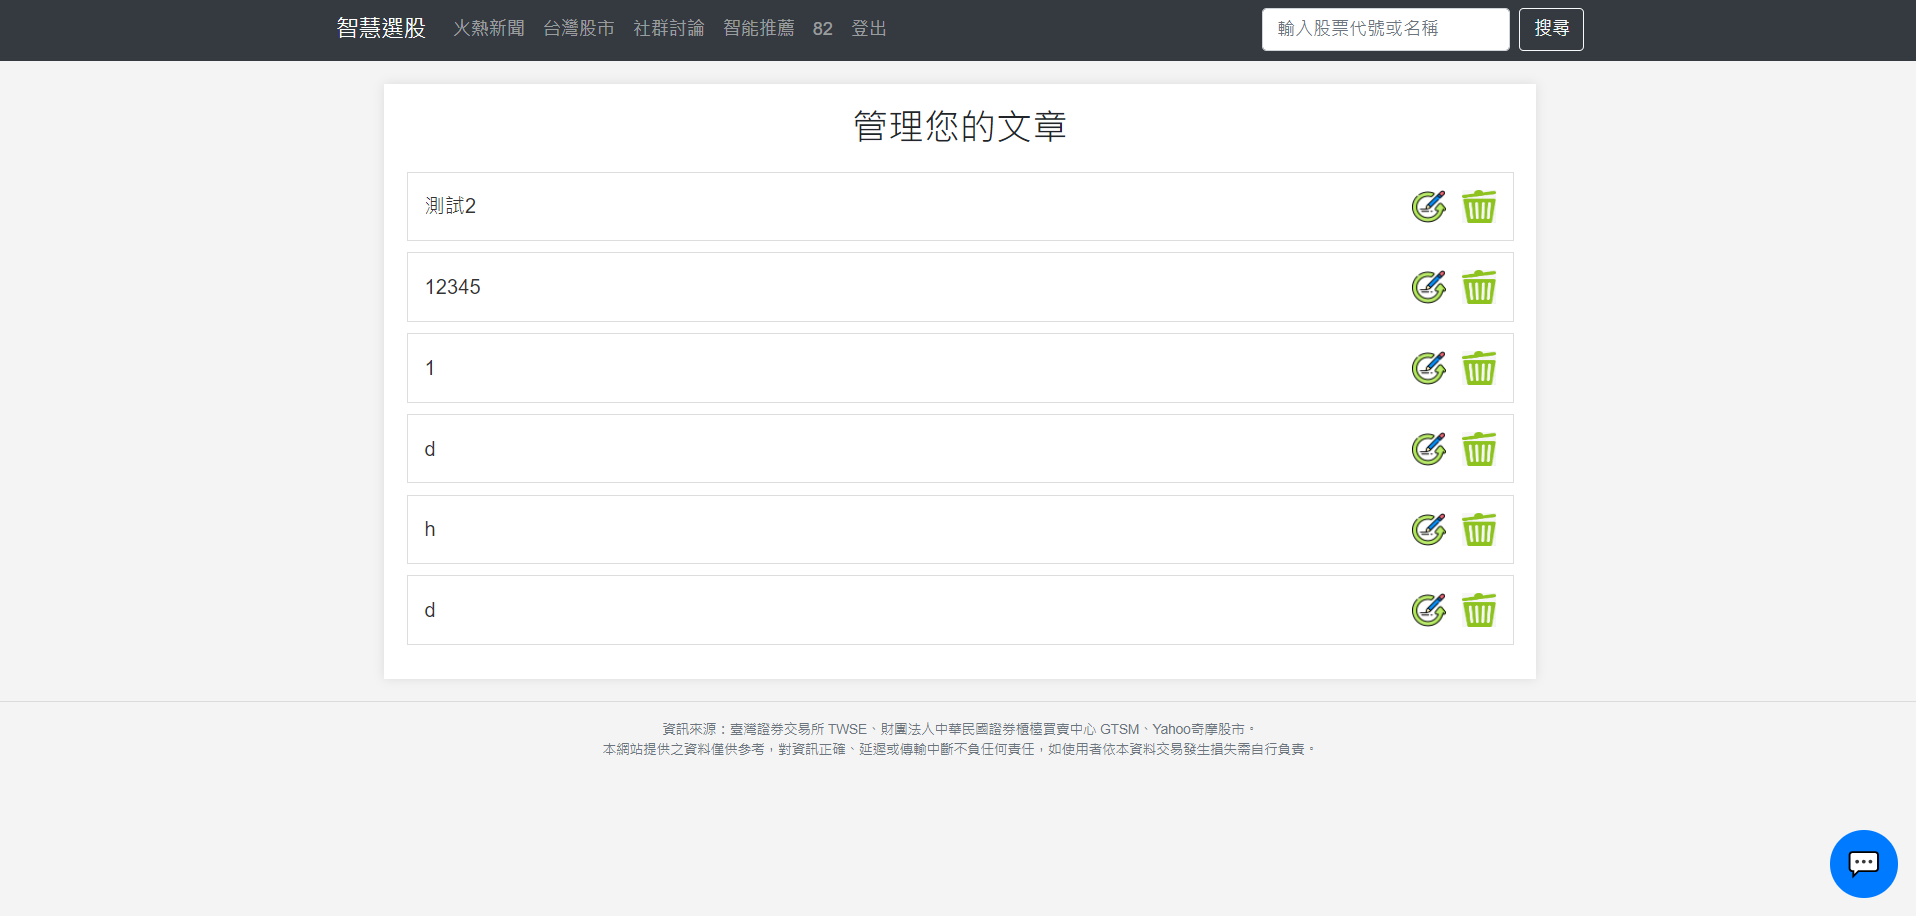 智慧選股 火熱新聞 台灣股市 社群討論 智能推薦 82 登出 輸入股票代號或名稱 搜尋
管理您的文章
測試2
12345
1
d
h
d
資訊來源：臺灣證券交易所 TWSE、財團法人中華民國證券櫃檯買賣中心 GTSM、Yahoo奇摩股市。
本網站提供之資料僅供參考，對資訊正確、延遲或傳輸中斷不負任何責任，如使用者依本資料交易發生損失需自行負責。